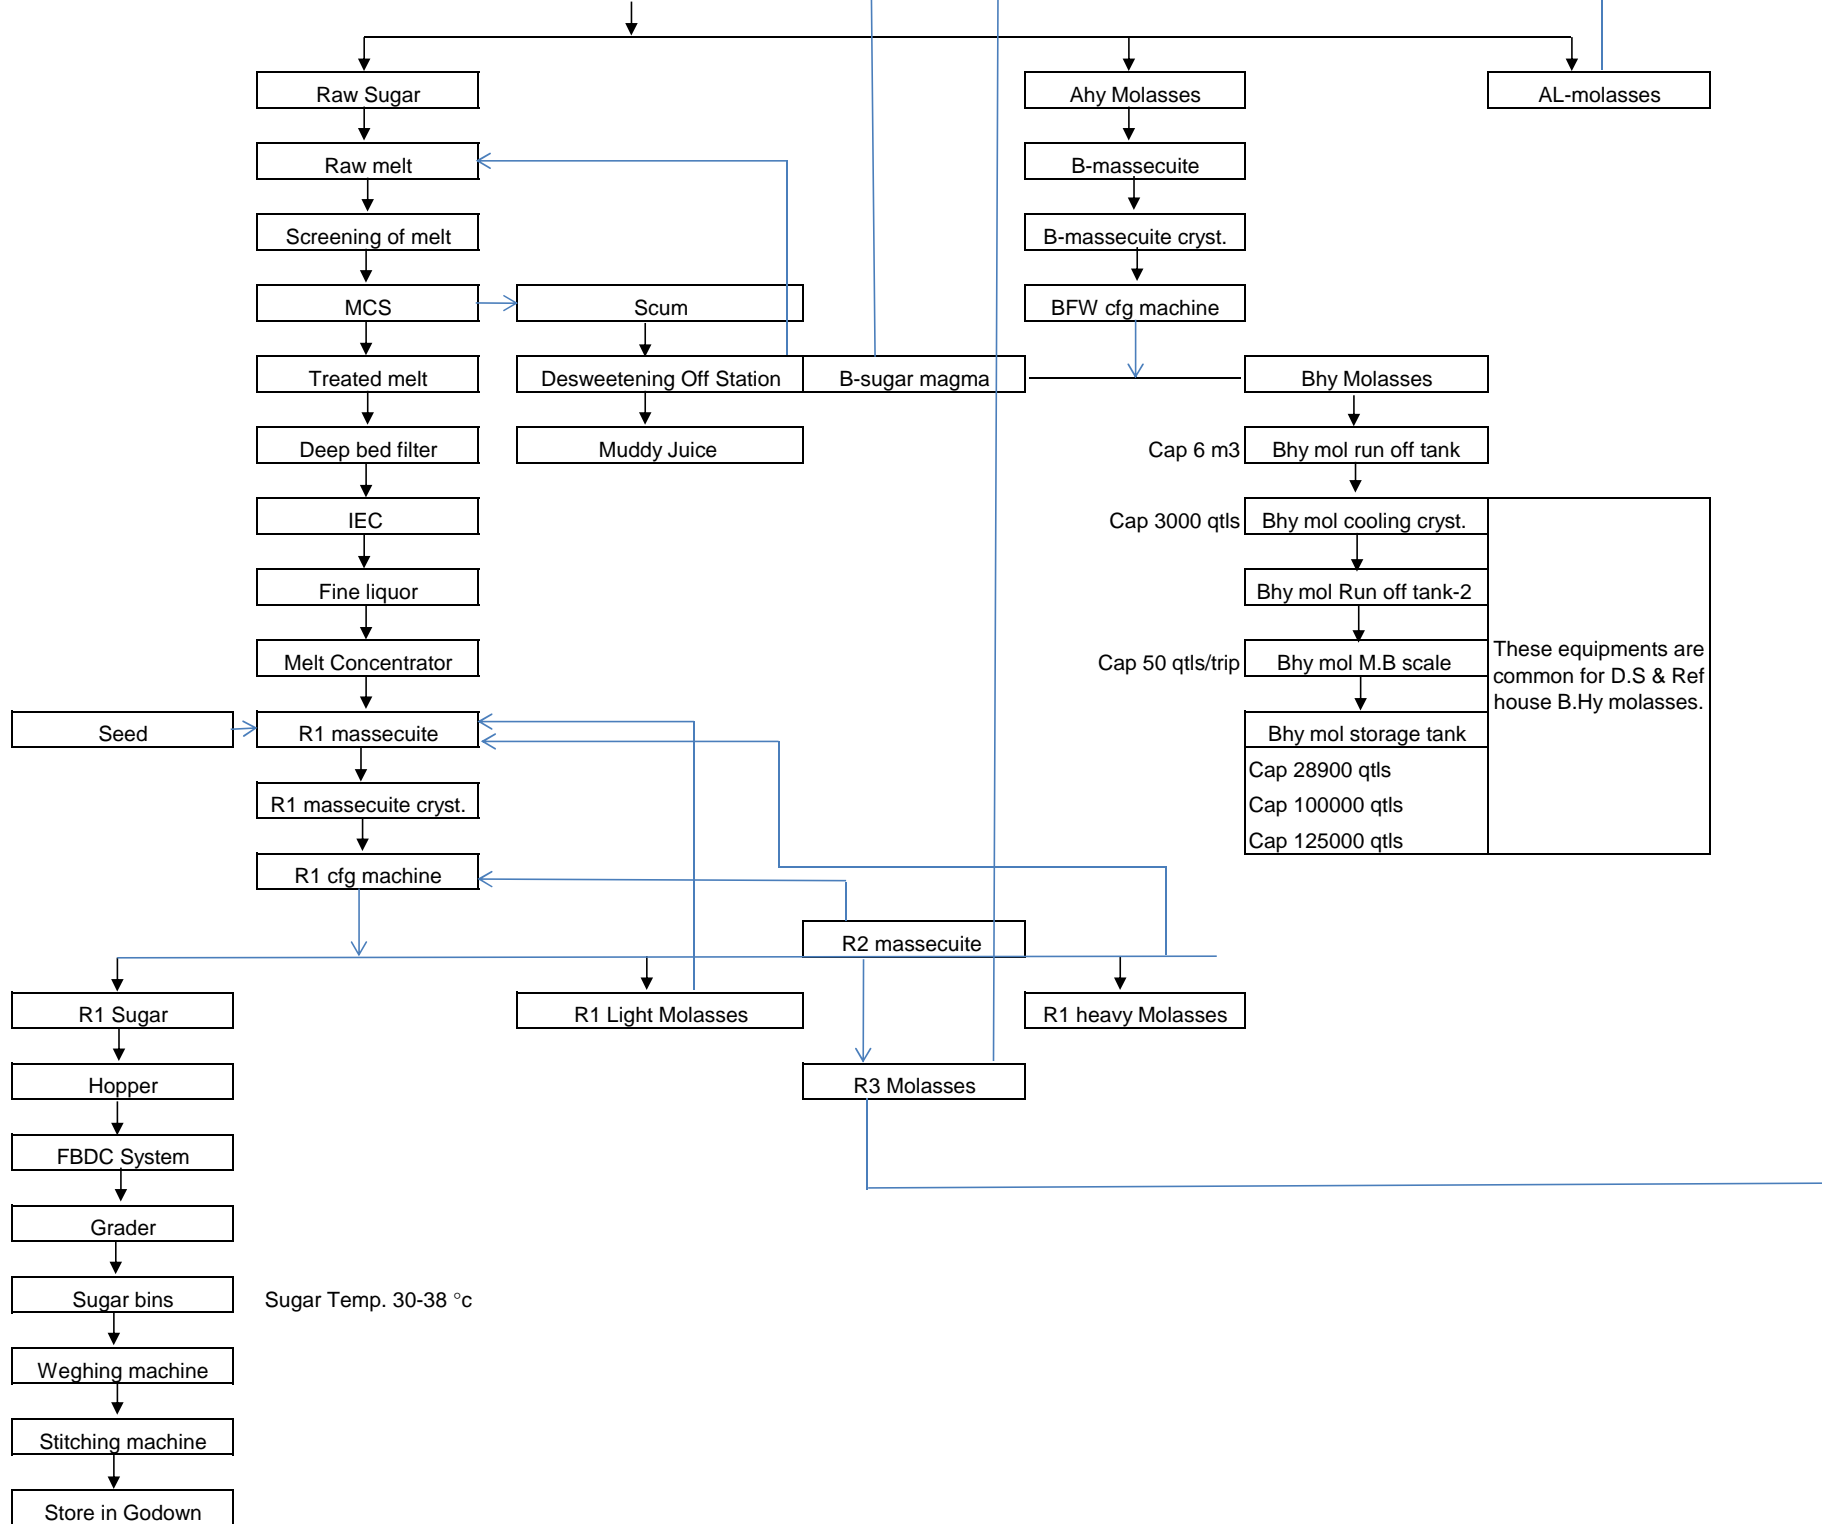 Raw Sugar
Ahy Molasses
AL-molasses
Raw melt
B-massecuite
Screening of melt
B-massecuite cryst.
MCS
Scum
BFW cfg machine
Treated melt
Desweetening Off Station
B-sugar magma
Bhy Molasses
Deep bed filter
Muddy Juice
Cap 6 m3
Bhy mol run off tank
IEC
Cap 3000 qtls
Bhy mol cooling cryst.
Fine liquor
Bhy mol Run off tank-2
Melt Concentrator
Cap 50 qtls/trip
Bhy mol M.B scale
These equipments are
common for D.S & Ref
house B.Hy molasses.
Seed
R1 massecuite
Bhy mol storage tank
Cap 28900 qtls
R1 massecuite cryst.
Cap 100000 qtls
Cap 125000 qtls
R1 cfg machine
R2 massecuite
R1 Sugar
R1 Light Molasses
R1 heavy Molasses
Hopper
R3 Molasses
FBDC System
Grader
Sugar bins
Sugar Temp. 30-38 °c
Weghing machine
Stitching machine
Store in Godown